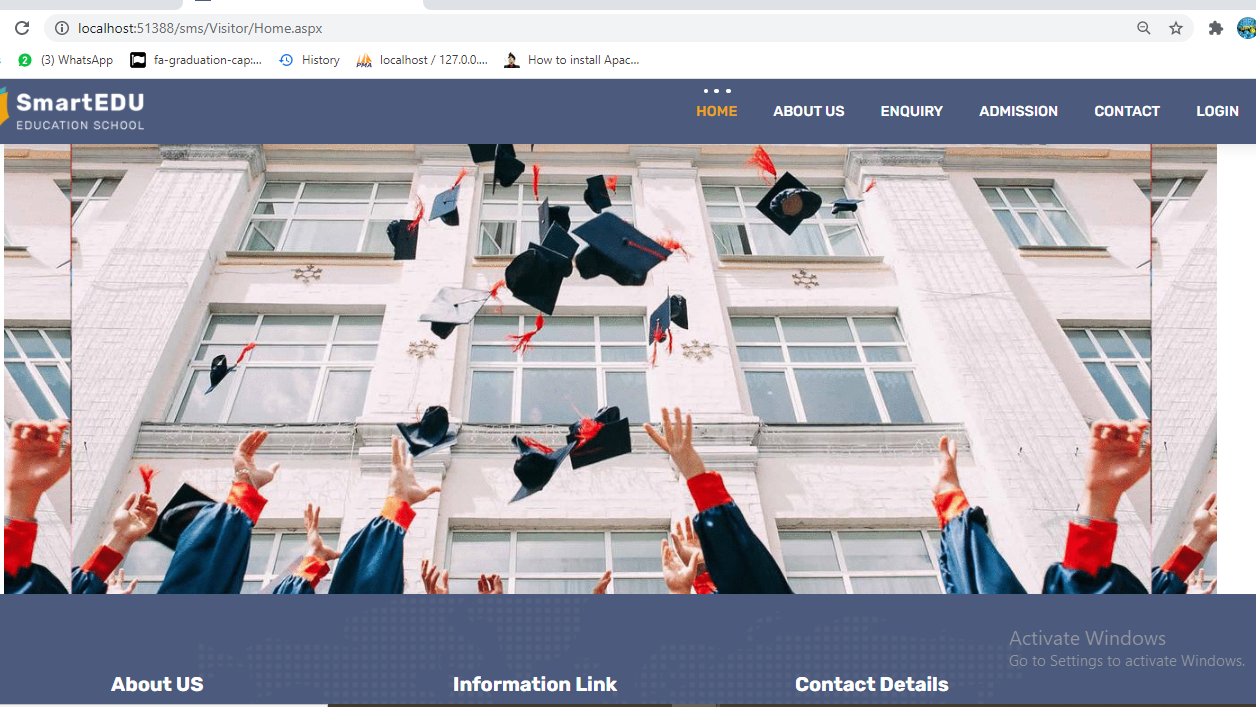 localhost:51388/sms/Visitor/Home.aspx
2 (3) WhatsApp fa-graduation-cap:... History PMA localhost / 127.0.0.... How to install Apac...
SmartEDU
EDUCATION SCHOOL
HOME ABOUT US ENQUIRY ADMISSION CONTACT LOGIN
Activate Windows
Go to Settings to activate Windows.
About US Information Link Contact Details